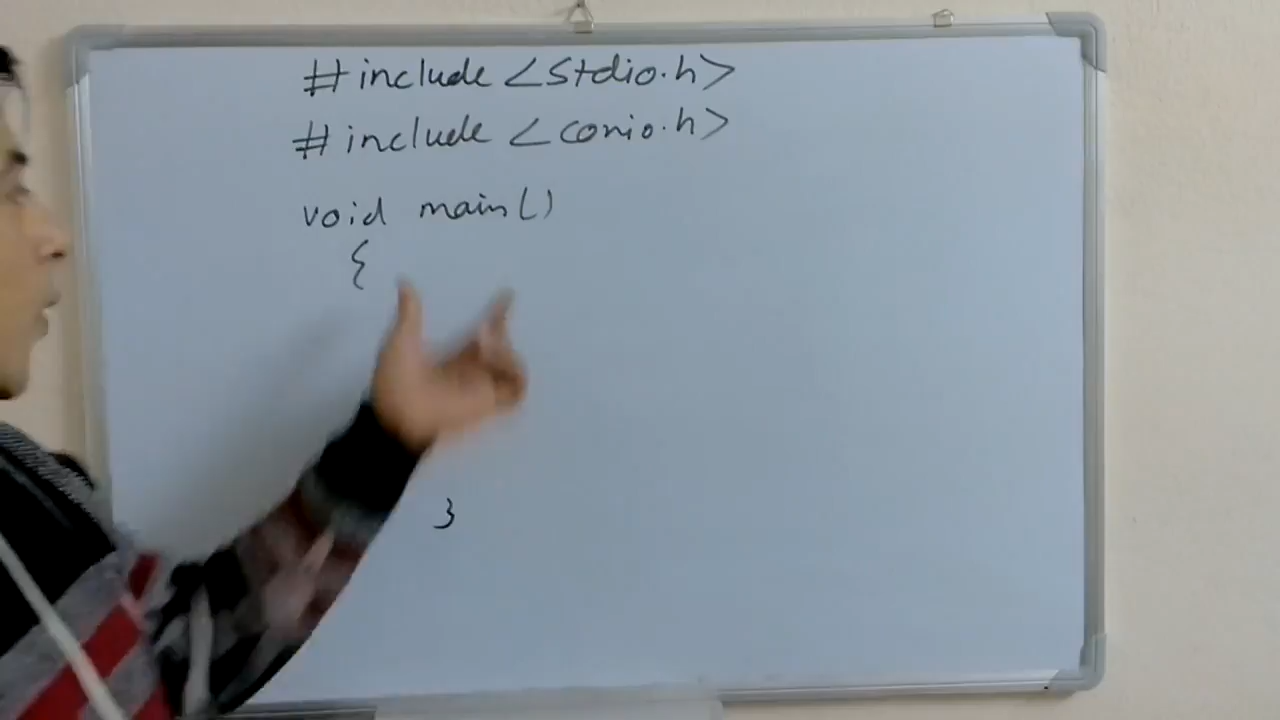 #include <stdio.h>
#include <conio.h>
void main()
{
}